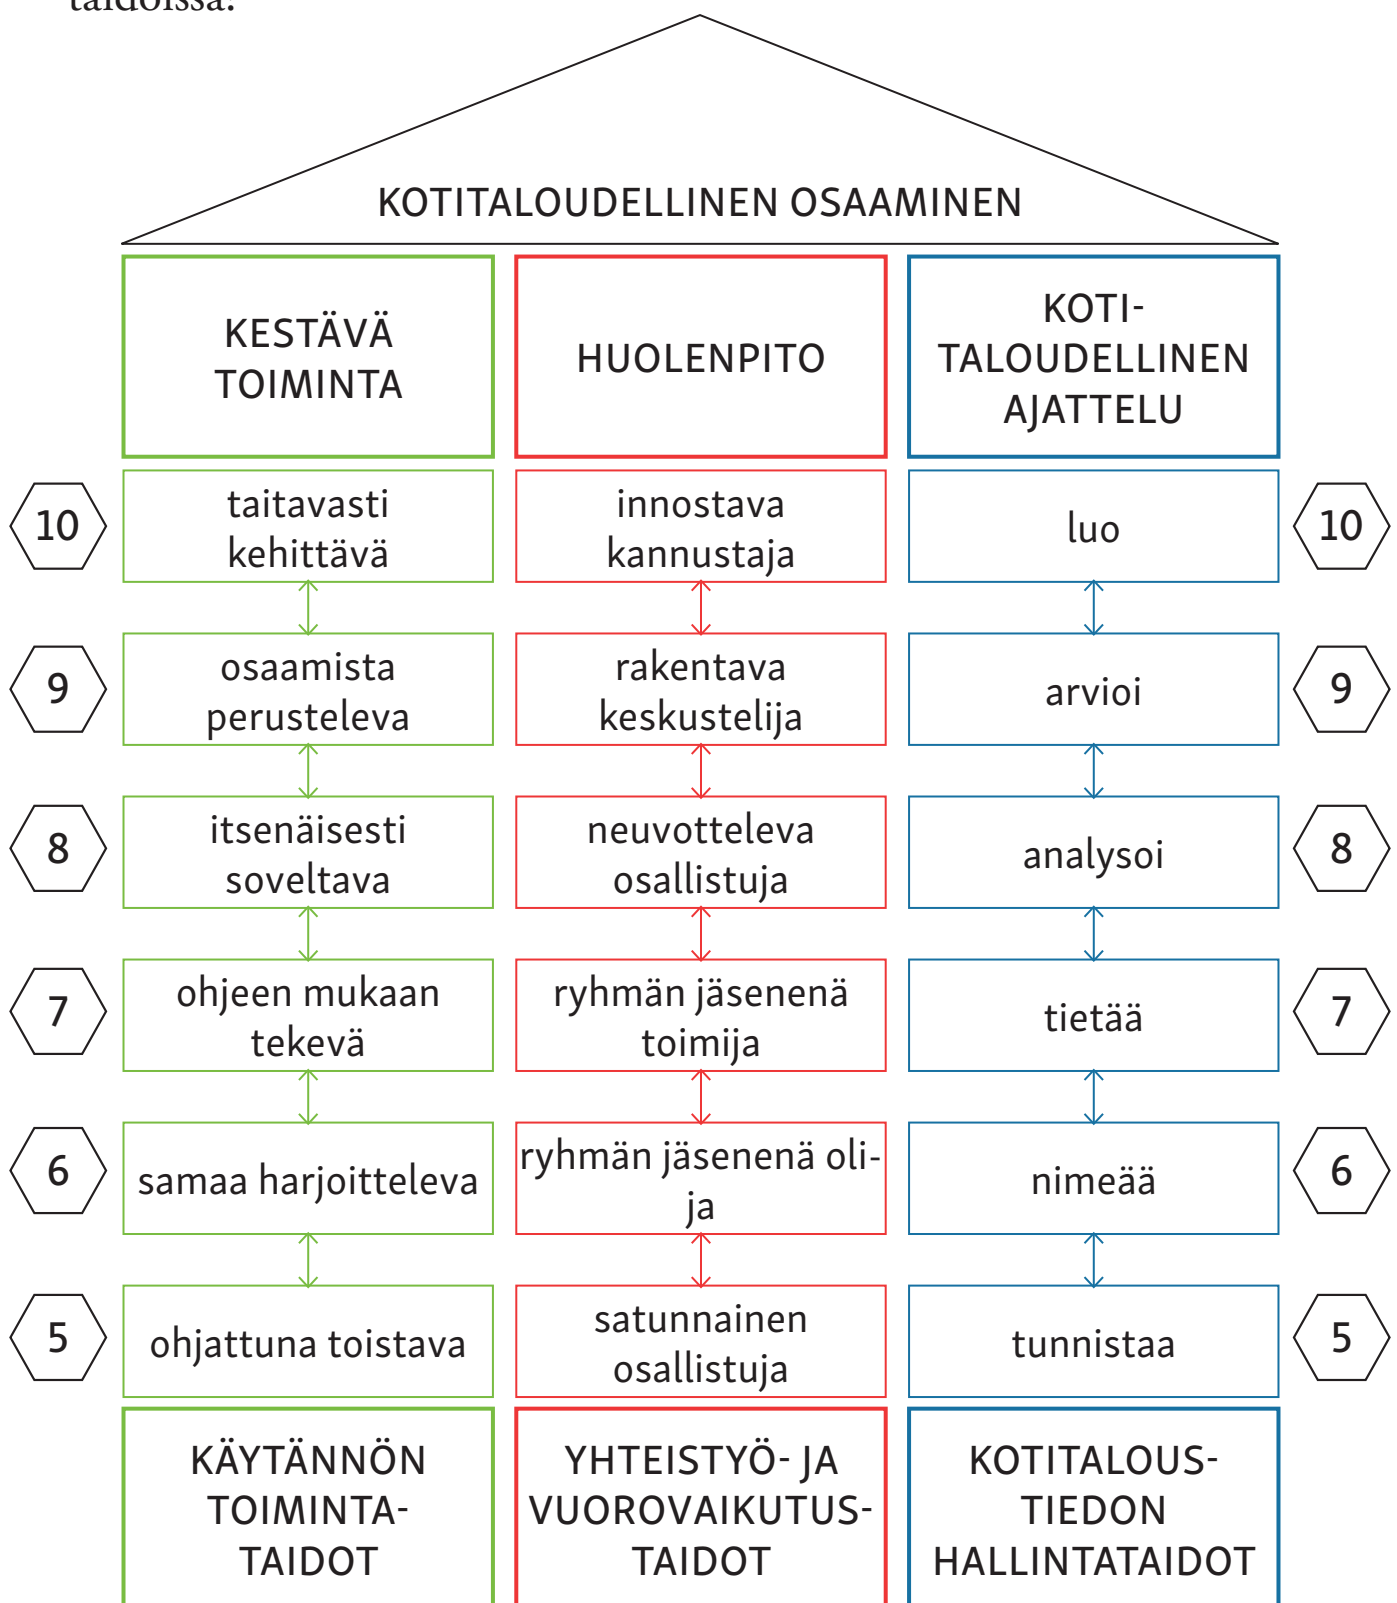 taidoissa.
KOTITALOUDELLINEN OSAAMINEN
KESTÄVÄ
TOIMINTA
HUOLENPITO
KOTI-
TALOUDELLINEN
AJATTELU
10
taitavasti
kehittävä
innostava
kannustaja
luo
10
9
osaamista
perusteleva
rakentava
keskustelija
arvioi
9
8
itsenäisesti
soveltava
neuvotteleva
osallistuja
analysoi
8
7
ohjeen mukaan
tekevä
ryhmän jäsenenä
toimija
tietää
7
6
samaa harjoitteleva
ryhmän jäsenenä oli-
ja
nimeää
6
5
ohjattuna toistava
satunnainen
osallistuja
tunnistaa
5
KÄYTÄNNÖN
TOIMINTA-
TAIDOT
YHTEISTYÖ- JA
VUOROVAIKUTUS-
TAIDOT
KOTITALOUS-
TIEDON
HALLINTATAIDOT